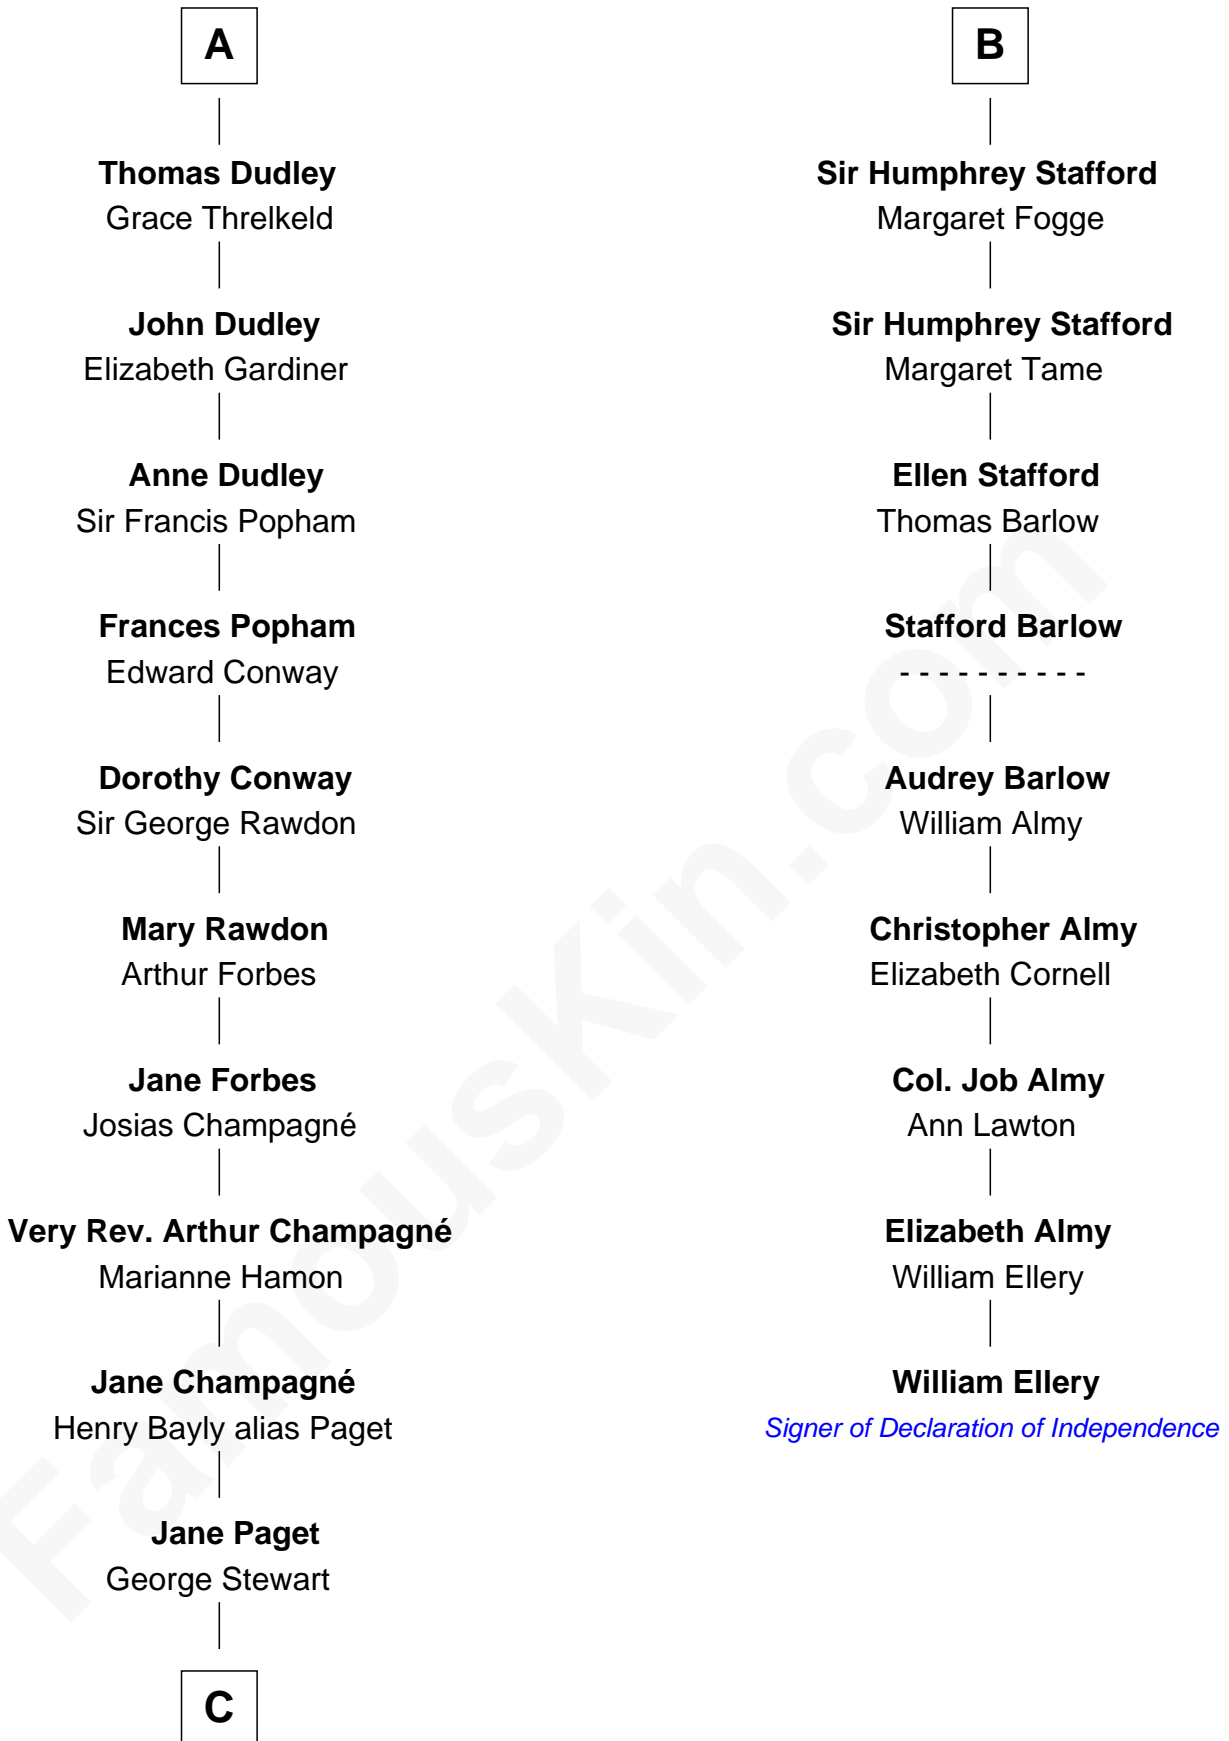 A
Thomas Dudley
Grace Threlkeld
John Dudley
Elizabeth Gardiner
Anne Dudley
Sir Francis Popham
Frances Popham
Edward Conway
Dorothy Conway
Sir George Rawdon
Mary Rawdon
Arthur Forbes
Jane Forbes
Josias Champagné
Very Rev. Arthur Champagné
Marianne Hamon
Jane Champagné
Henry Bayly alias Paget
Jane Paget
George Stewart
C
B
Sir Humphrey Stafford
Margaret Fogge
Sir Humphrey Stafford
Margaret Tame
Ellen Stafford
Thomas Barlow
Stafford Barlow
- - - - - - - - - -
Audrey Barlow
William Almy
Christopher Almy
Elizabeth Cornell
Col. Job Almy
Ann Lawton
Elizabeth Almy
William Ellery
William Ellery
Signer of Declaration of Independence
FamousKin.com